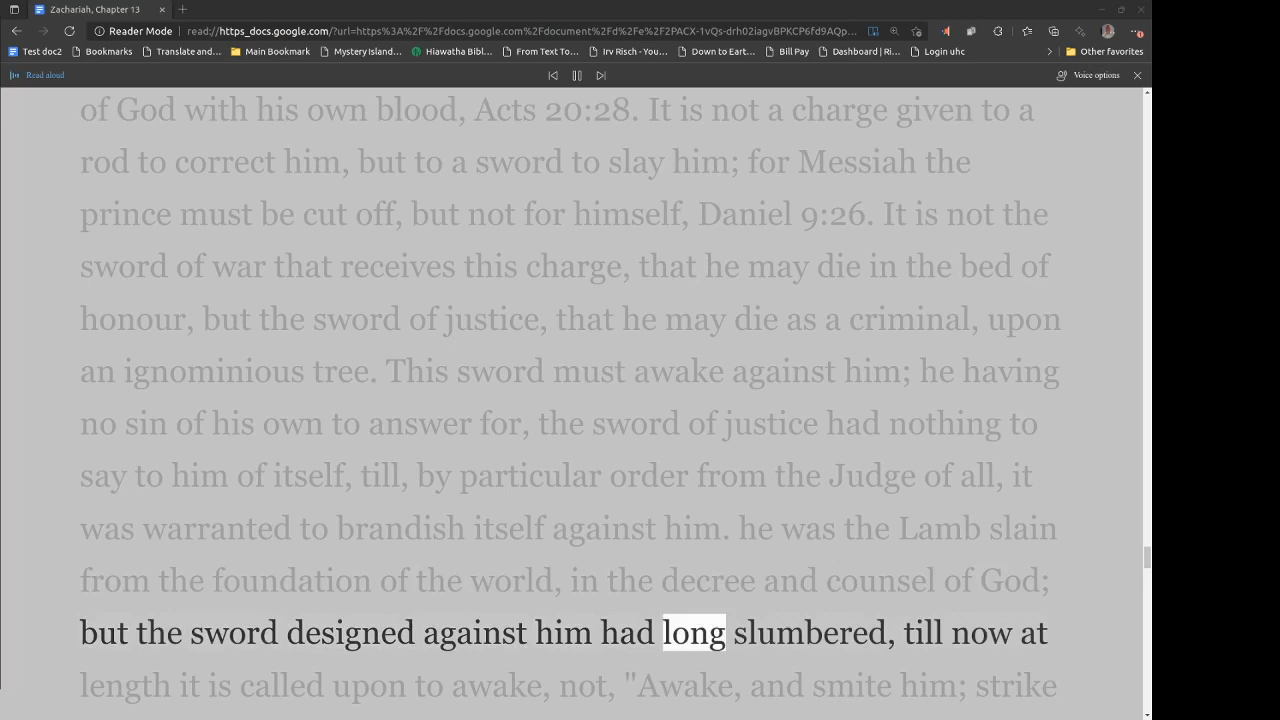 Zachariah, Chapter 13
Reader Mode
read://https_docs.google.com/?url=https%3A%2F%2Fdocs.google.com%2Fdocument%2Fd%2Fe%2F2PACX-1vQs-drh02iagvBPKCP6fd9AQp...
Test doc2 Bookmarks Translate and... Main Bookmark Mystery Island... Hiawatha Bibl... From Text To... Irv Risch - You... Down to Eart... Bill Pay Dashboard | Ri... Login uhc Other favorites
Read aloud Voice options
of God with his own blood, Acts 20:28. It is not a charge given to a
rod to correct him, but to a sword to slay him; for Messiah the
prince must be cut off, but not for himself, Daniel 9:26. It is not the
sword of war that receives this charge, that he may die in the bed of
honour, but the sword of justice, that he may die as a criminal, upon
an ignominious tree. This sword must awake against him; he having
no sin of his own to answer for, the sword of justice had nothing to
say to him of itself, till, by particular order from the Judge of all, it
was warranted to brandish itself against him. he was the Lamb slain
from the foundation of the world, in the decree and counsel of God;
but the sword designed against him had long slumbered, till now at
length it is called upon to awake, not, "Awake, and smite him; strike